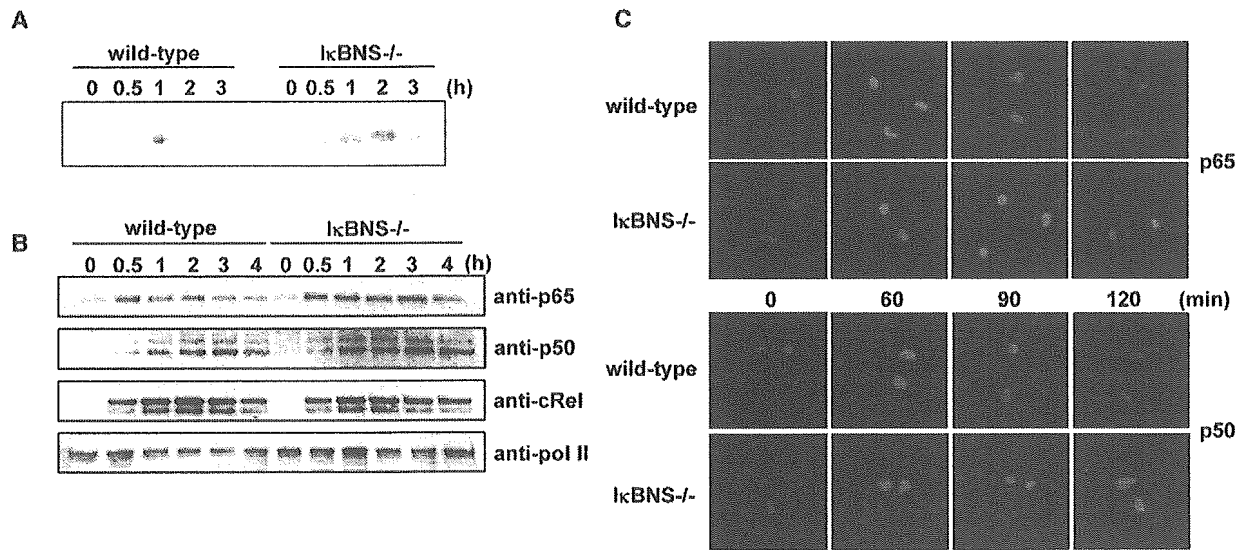 A
wild-type IκBNS-/-
0 0.5 1 2 3 0 0.5 1 2 3 (h)
B
wild-type IκBNS-/-
0 0.5 1 2 3 4 0 0.5 1 2 3 4 (h)
anti-p65
anti-p50
anti-cRel
anti-pol II
C
wild-type
p65
IκBNS-/-
0 60 90 120 (min)
wild-type
p50
IκBNS-/-